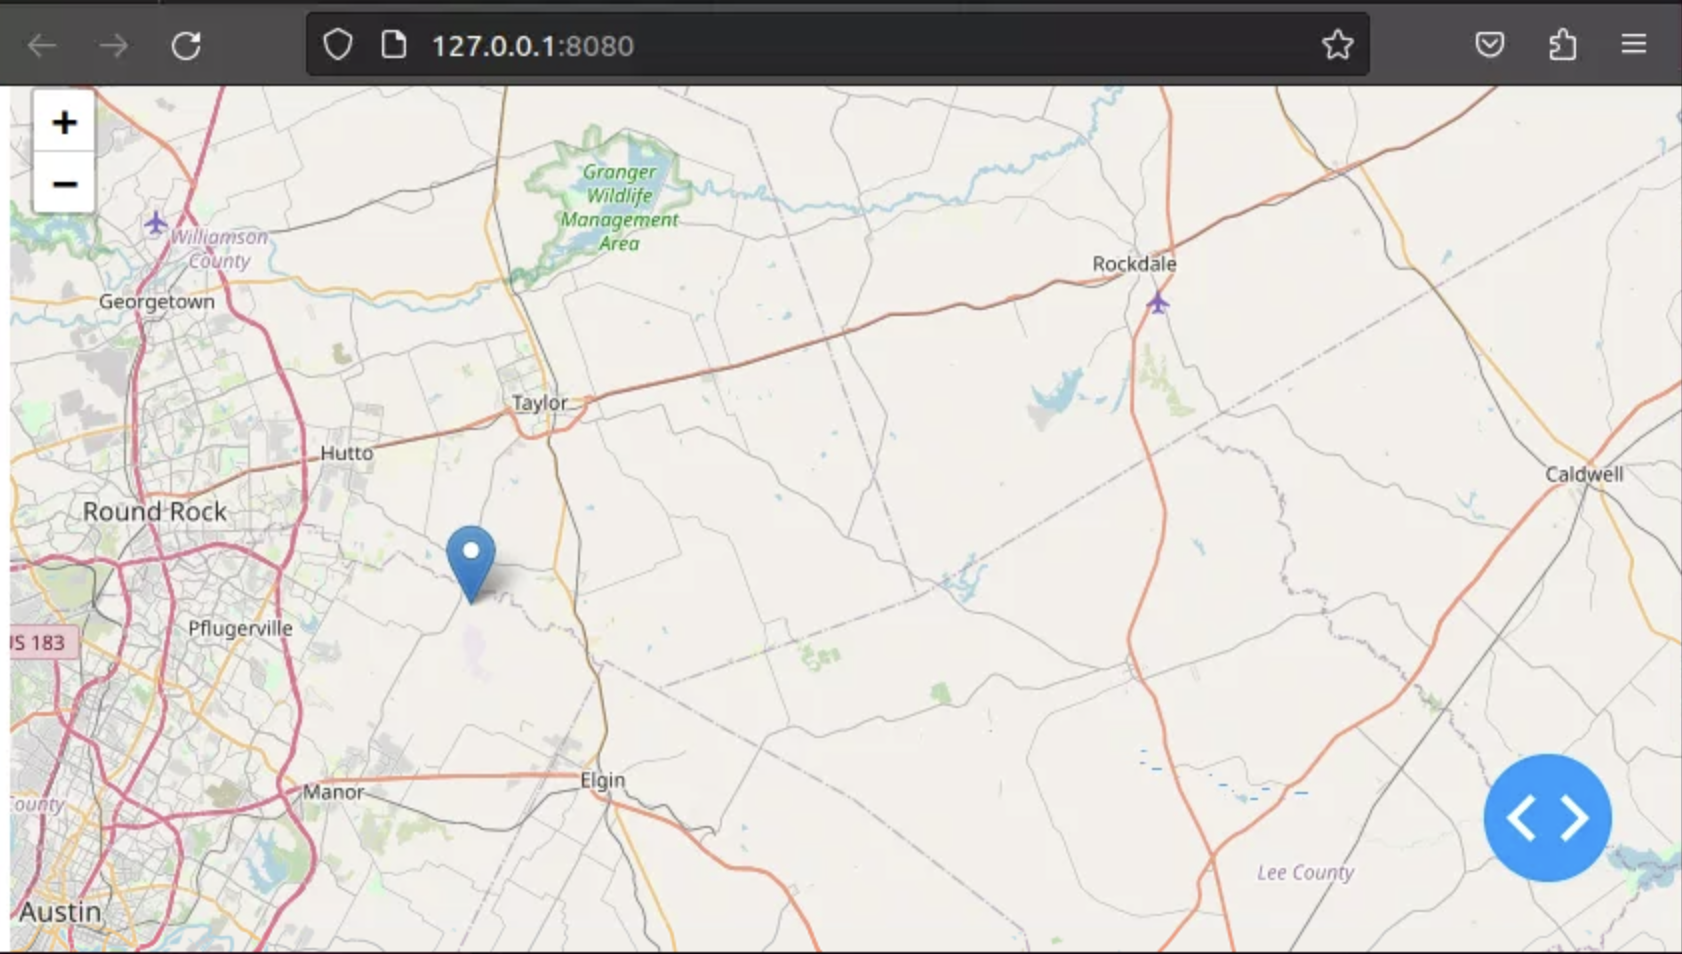 127.0.0.1:8080
+
−
Granger
Wildlife
Management
Area
Williamson
County
Georgetown
Rockdale
Taylor
Hutto
Caldwell
Round Rock
Pflugerville
US 183
Elgin
Manor
ounty
Lee County
Austin